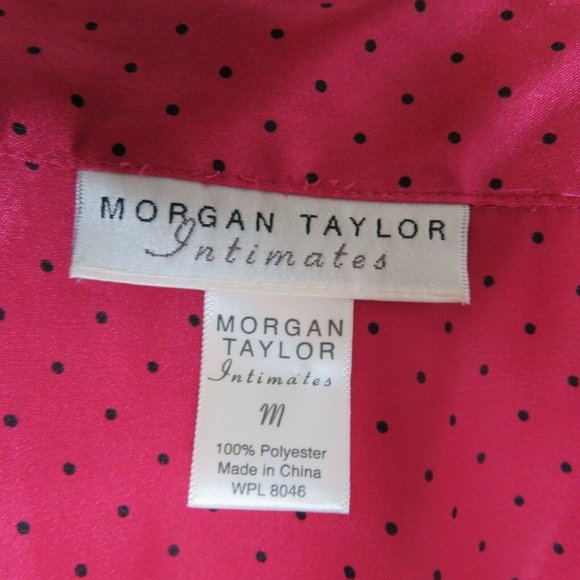 MORGAN TAYLOR
Intimates
MORGAN
TAYLOR
Intimates
M
100% Polyester
Made in China
WPL 8046